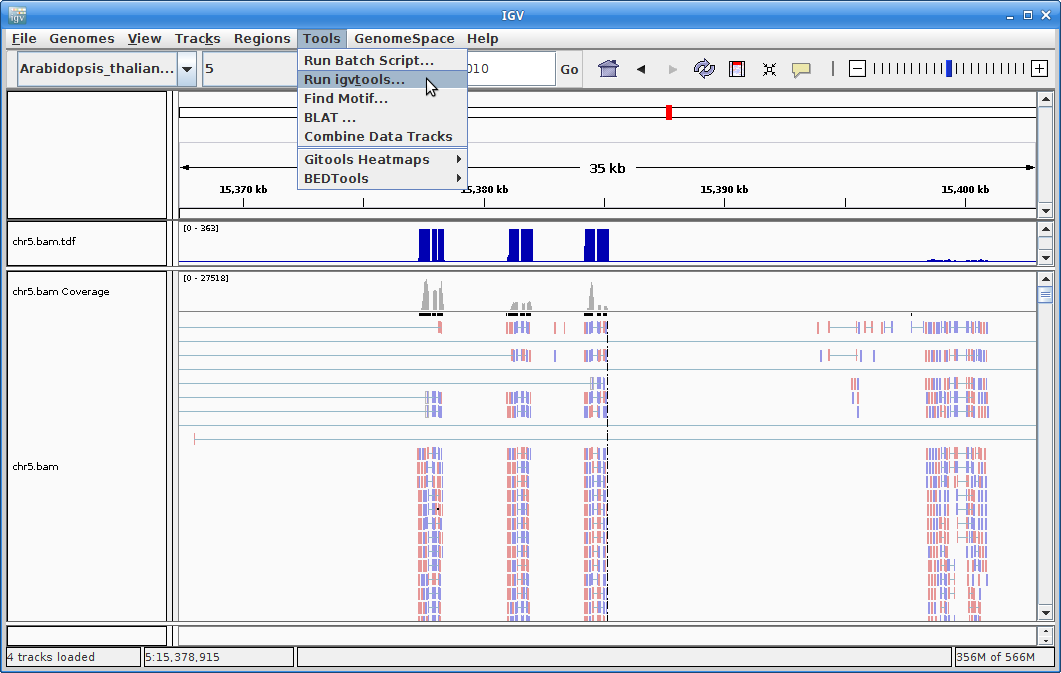 IGV
igv
File Genomes View Tracks Regions Tools GenomeSpace Help
Arabidopsis_thalian... 5 010 Go
Run Batch Script...
Run igvtools...
Find Motif...
BLAT ...
Combine Data Tracks
Gitools Heatmaps
BEDTools
35 kb
15,370 kb 15,380 kb 15,390 kb 15,400 kb
chr5.bam.tdf
[0 - 363]
chr5.bam Coverage
[0 - 27518]
chr5.bam
4 tracks loaded 5:15,378,915 356M of 566M